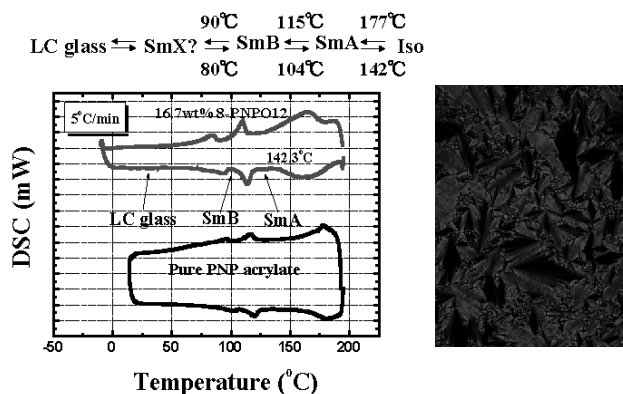 90℃ 115℃ 177℃
LC glass ⇄ SmX? ⇄ SmB ⇄ SmA ⇄ Iso
80℃ 104℃ 142℃
5°C/min
16.7wt% 8-PNPO12
142.3°C
LC glass
SmB
SmA
Pure PNP acrylate
DSC (mW)
-50 0 50 100 150 200
Temperature (°C)